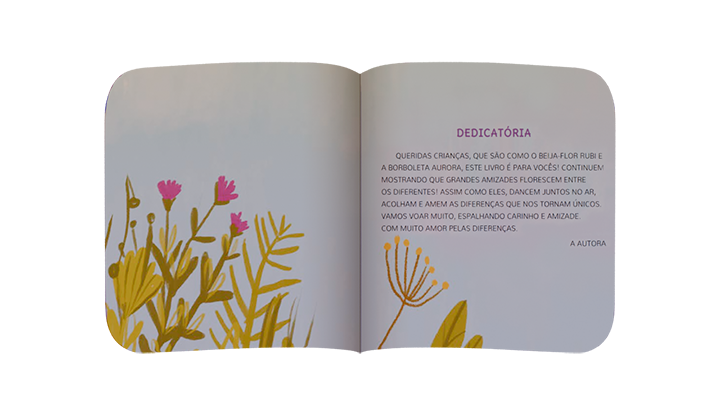 DEDICATÓRIA
QUERIDAS CRIANÇAS, QUE SÃO COMO O BEIJA-FLOR RUBI E
A BORBOLETA AURORA, ESTE LIVRO É PARA VOCÊS! CONTINUEM
MOSTRANDO QUE GRANDES AMIZADES FLORESCEM ENTRE
OS DIFERENTES! ASSIM COMO ELES, DANCEM JUNTOS NO AR,
ACOLHAM E AMEM AS DIFERENÇAS QUE NOS TORNAM ÚNICOS.
VAMOS VOAR MUITO, ESPALHANDO CARINHO E AMIZADE.
COM MUITO AMOR PELAS DIFERENÇAS.
A AUTORA